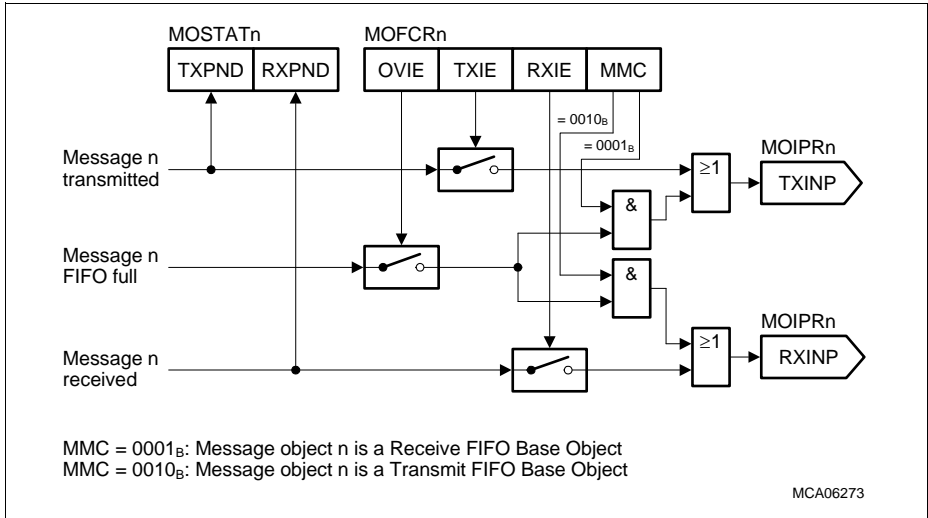 MOSTATn
MOFCRn
TXPND RXPND
OVIE TXIE RXIE MMC
= 0010B
= 0001B
Message n
transmitted
≥1
MOIPRn
TXINP
&
Message n
FIFO full
&
MOIPRn
≥1
RXINP
Message n
received
MMC = 0001B: Message object n is a Receive FIFO Base Object
MMC = 0010B: Message object n is a Transmit FIFO Base Object
MCA06273